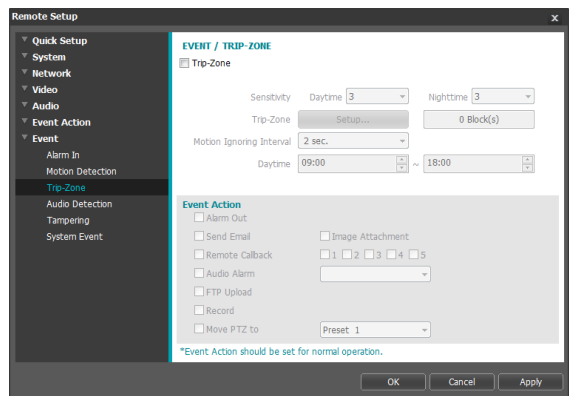 Remote Setup x
Quick Setup
System
Network
Video
Audio
Event Action
Event
Alarm In
Motion Detection
Trip-Zone
Audio Detection
Tampering
System Event
EVENT / TRIP-ZONE
Trip-Zone
Sensitivity Daytime 3 Nighttime 3
Trip-Zone Setup... 0 Block(s)
Motion Ignoring Interval 2 sec.
Daytime 09:00 ~ 18:00
Event Action
Alarm Out
Send Email Image Attachment
Remote Callback 1 2 3 4 5
Audio Alarm
FTP Upload
Record
Move PTZ to Preset 1
*Event Action should be set for normal operation.
OK Cancel Apply